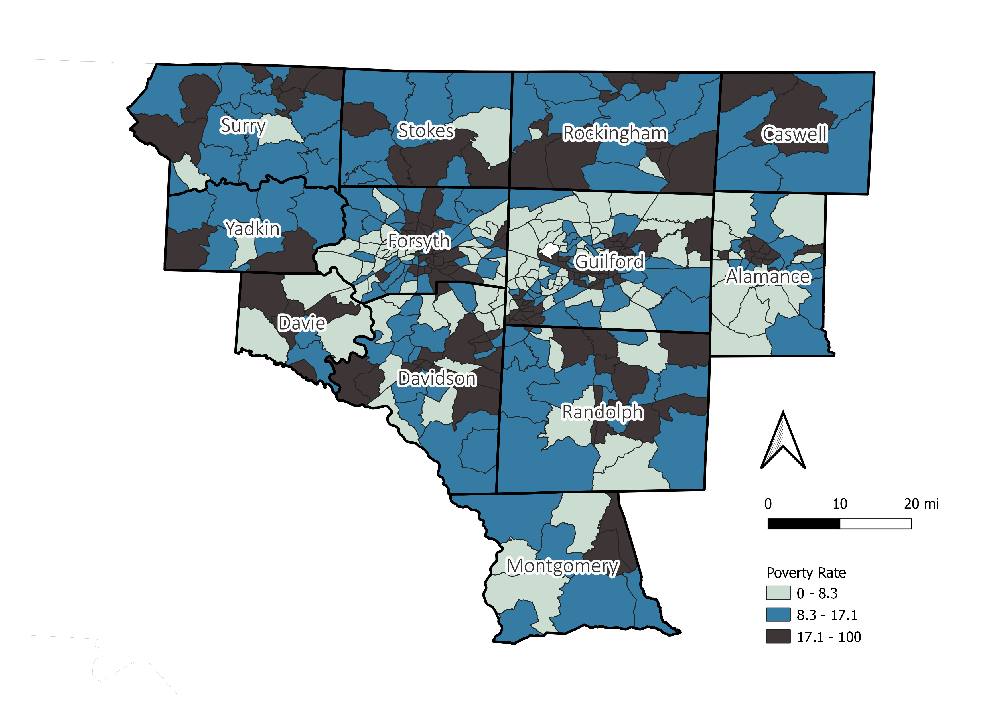 Surry
Stokes
Rockingham
Caswell
Yadkin
Forsyth
Guilford
Alamance
Davie
Davidson
Randolph
Montgomery
0 10 20 mi
Poverty Rate
0 - 8.3
8.3 - 17.1
17.1 - 100